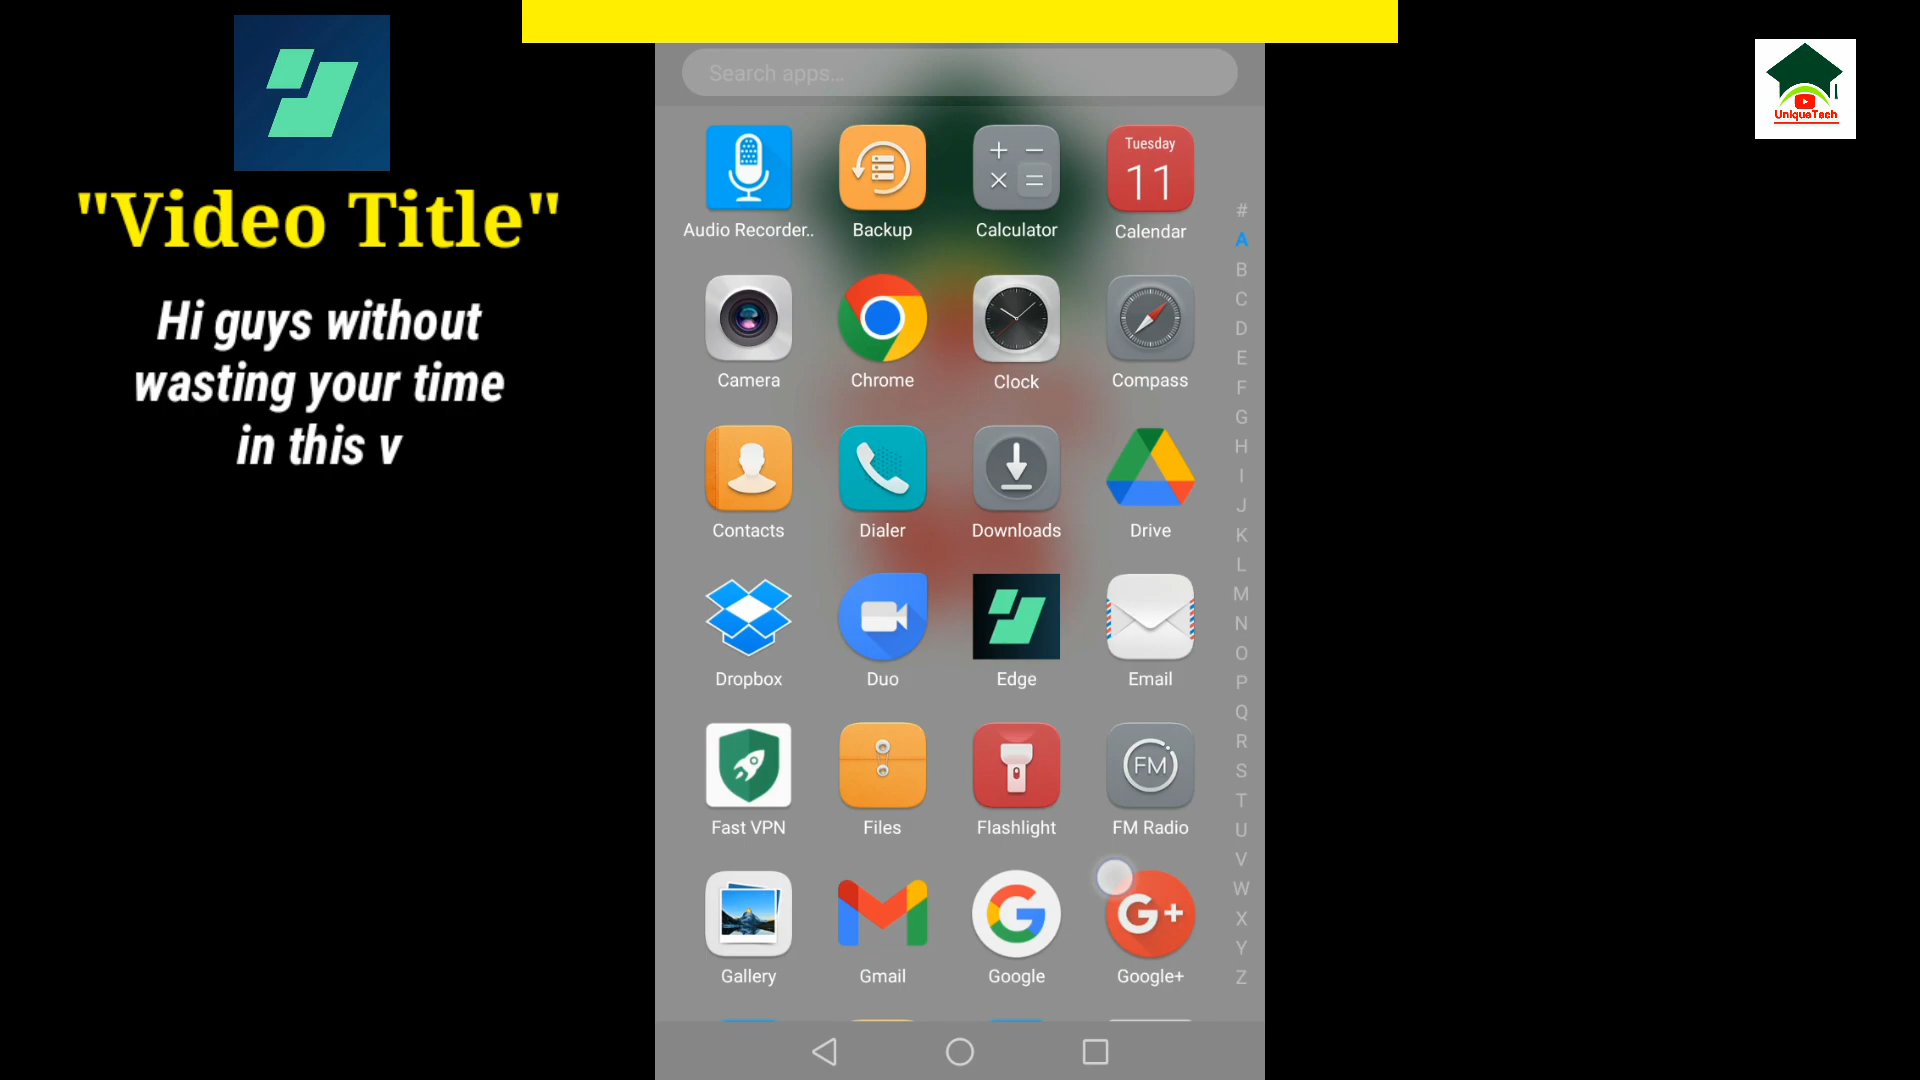 "Video Title"
Hi guys without
wasting your time
in this v
UniqueTech
Search apps...
Tuesday
11
Audio Recorder..
Backup
Calculator
Calendar
Camera
Chrome
Clock
Compass
Contacts
Dialer
Downloads
Drive
Dropbox
Duo
Edge
Email
FM
Fast VPN
Files
Flashlight
FM Radio
G+
Gallery
Gmail
Google
Google+
#
A
B
C
D
E
F
G
H
I
J
K
L
M
N
O
P
Q
R
S
T
U
V
W
X
Y
Z